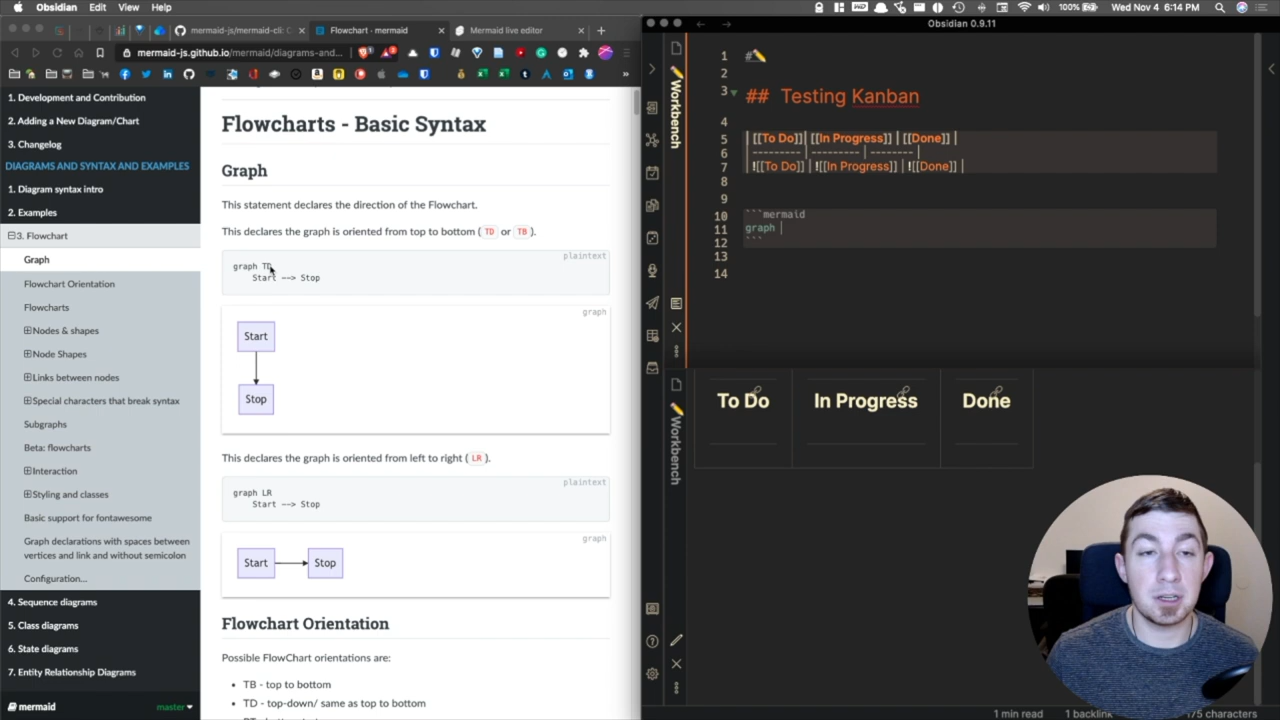 Obsidian Edit View Help
100% Wed Nov 4 6:14 PM
mermaid-js/mermaid-cli: C
Flowchart - mermaid
Mermaid live editor
mermaid-js.github.io/mermaid/diagrams-and...
1. Development and Contribution
2. Adding a New Diagram/Chart
3. Changelog
DIAGRAMS AND SYNTAX AND EXAMPLES
1. Diagram syntax intro
2. Examples
3. Flowchart
Graph
Flowchart Orientation
Flowcharts
Nodes & shapes
Node Shapes
Links between nodes
Special characters that break syntax
Subgraphs
Beta: flowcharts
Interaction
Styling and classes
Basic support for fontawesome
Graph declarations with spaces between
vertices and link and without semicolon
Configuration...
4. Sequence diagrams
5. Class diagrams
6. State diagrams
7. Entity Relationship Diagrams
mermaid master
Flowcharts - Basic Syntax
Graph
This statement declares the direction of the Flowchart.
This declares the graph is oriented from top to bottom ( TD or TB ).
plaintext
graph TD
Start --> Stop
graph
Start
Stop
This declares the graph is oriented from left to right ( LR ).
plaintext
graph LR
Start --> Stop
graph
Start Stop
Flowchart Orientation
Possible FlowChart orientations are:
TB - top to bottom
TD - top-down/ same as top to bottom
Obsidian 0.9.11
Workbench
1 #
2
3 ## Testing Kanban
4
5 | [[To Do]] | [[In Progress]] | [[Done]] |
6 | --------- | --------- | -------- |
7 | ![[To Do]] | ![[In Progress]] | ![[Done]] |
8
9
10 ```mermaid
11 graph
12 ```
13
14
Workbench
To Do In Progress Done
1 min read 1 backlink 175 characters